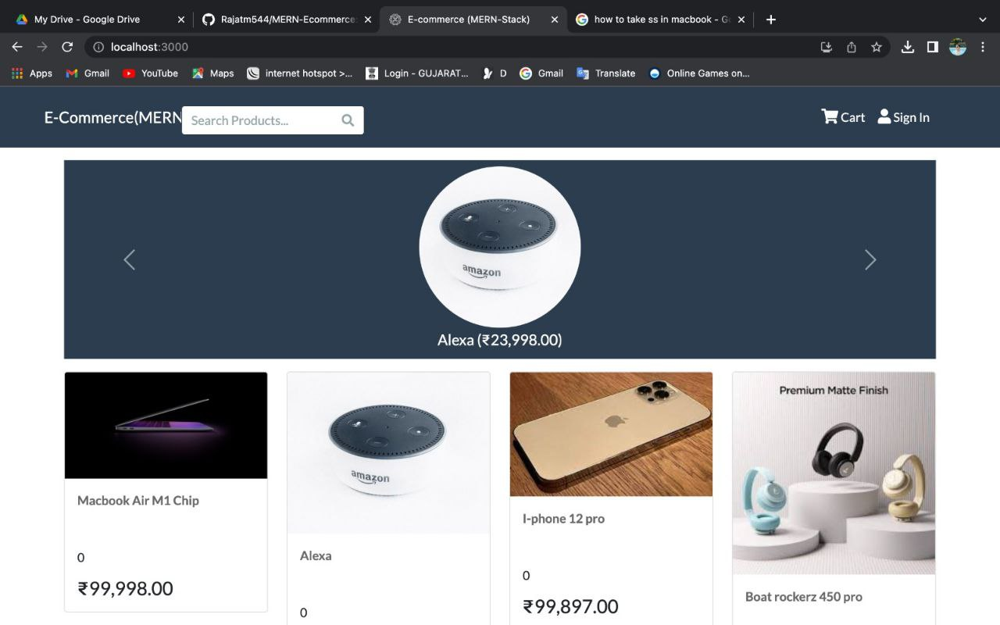 My Drive - Google Drive
Rajatm544/MERN-Ecommerce:
E-commerce (MERN-Stack)
how to take ss in macbook - Go
localhost:3000
Apps
Gmail
YouTube
Maps
internet hotspot >...
Login - GUJARAT...
D
Gmail
Translate
Online Games on...
E-Commerce(MERN
Search Products...
Cart
Sign In
amazon
Alexa (₹23,998.00)
Premium Matte Finish
amazon
Macbook Air M1 Chip
I-phone 12 pro
Alexa
0
0
Boat rockerz 450 pro
₹99,998.00
₹99,897.00
0